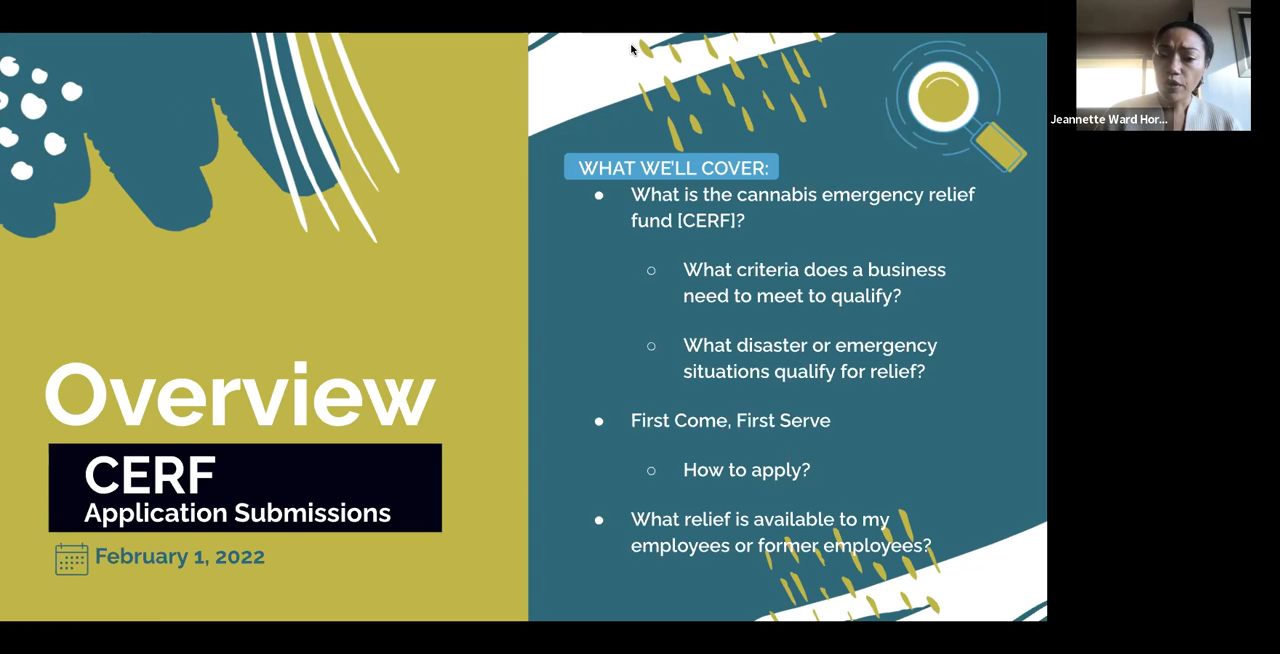 Overview
CERF
Application Submissions
February 1, 2022
WHAT WE'LL COVER:
● What is the cannabis emergency relief
fund [CERF]?
○ What criteria does a business
need to meet to qualify?
○ What disaster or emergency
situations qualify for relief?
● First Come, First Serve
○ How to apply?
● What relief is available to my
employees or former employees?
Jeannette Ward Hor...